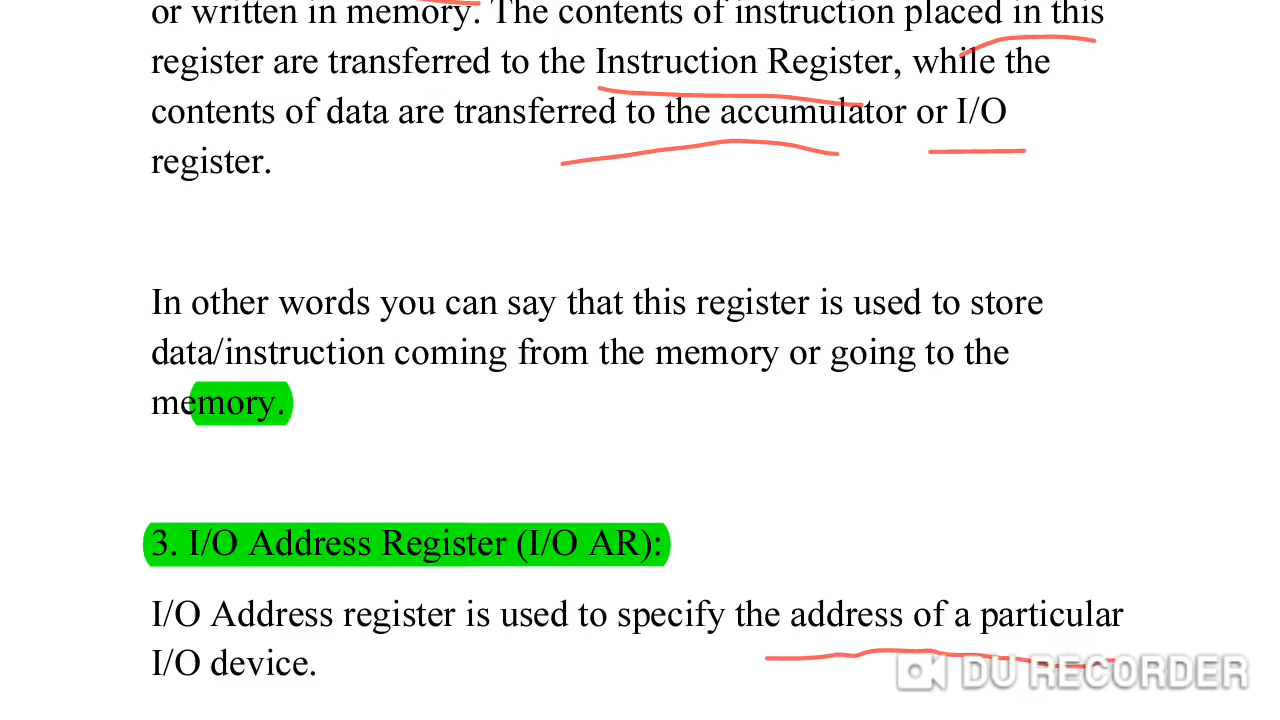 or written in memory. The contents of instruction placed in this
register are transferred to the Instruction Register, while the
contents of data are transferred to the accumulator or I/O
register.
In other words you can say that this register is used to store
data/instruction coming from the memory or going to the
memory.
3. I/O Address Register (I/O AR):
I/O Address register is used to specify the address of a particular
I/O device.
DU RECORDER